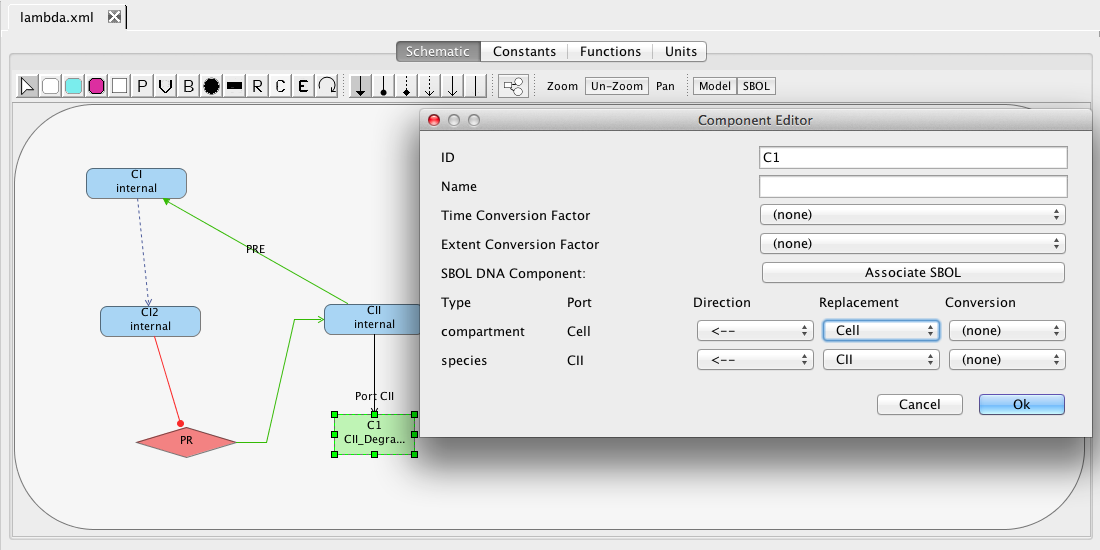 lambda.xml
Schematic Constants Functions Units
P V B R C E Zoom Un-Zoom Pan Model SBOL
Component Editor
ID C1
Name
Time Conversion Factor (none)
Extent Conversion Factor (none)
SBOL DNA Component: Associate SBOL
Type Port Direction Replacement Conversion
compartment Cell <-- Cell (none)
species CII <-- CII (none)
Cancel Ok
CI
internal
PRE
CI2
internal
CII
internal
Port CII
C1
CII_Degra...
PR